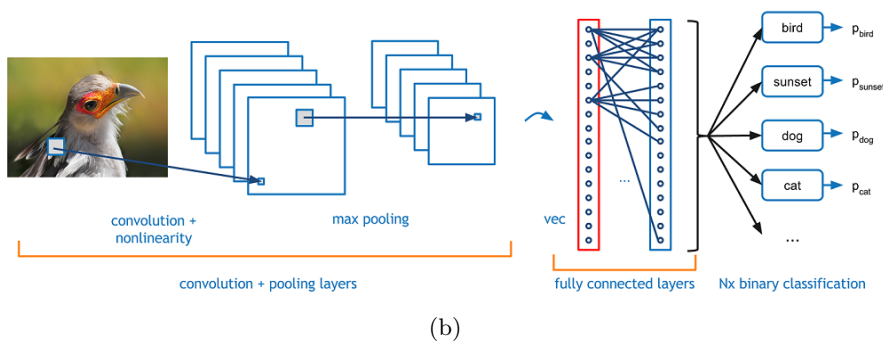 bird
p_bird
sunset
p_sunset
dog
p_dog
cat
p_cat
...
...
convolution +
nonlinearity
max pooling
vec
convolution + pooling layers
fully connected layers
Nx binary classification
(b)